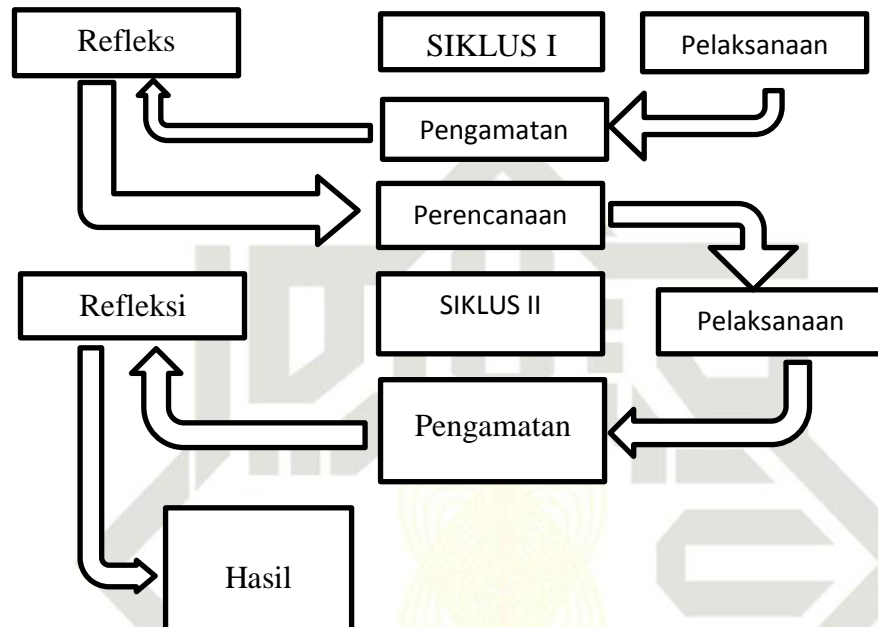 Refleks
SIKLUS I
Pelaksanaan
Pengamatan
Perencanaan
Refleksi
SIKLUS II
Pelaksanaan
Pengamatan
Hasil